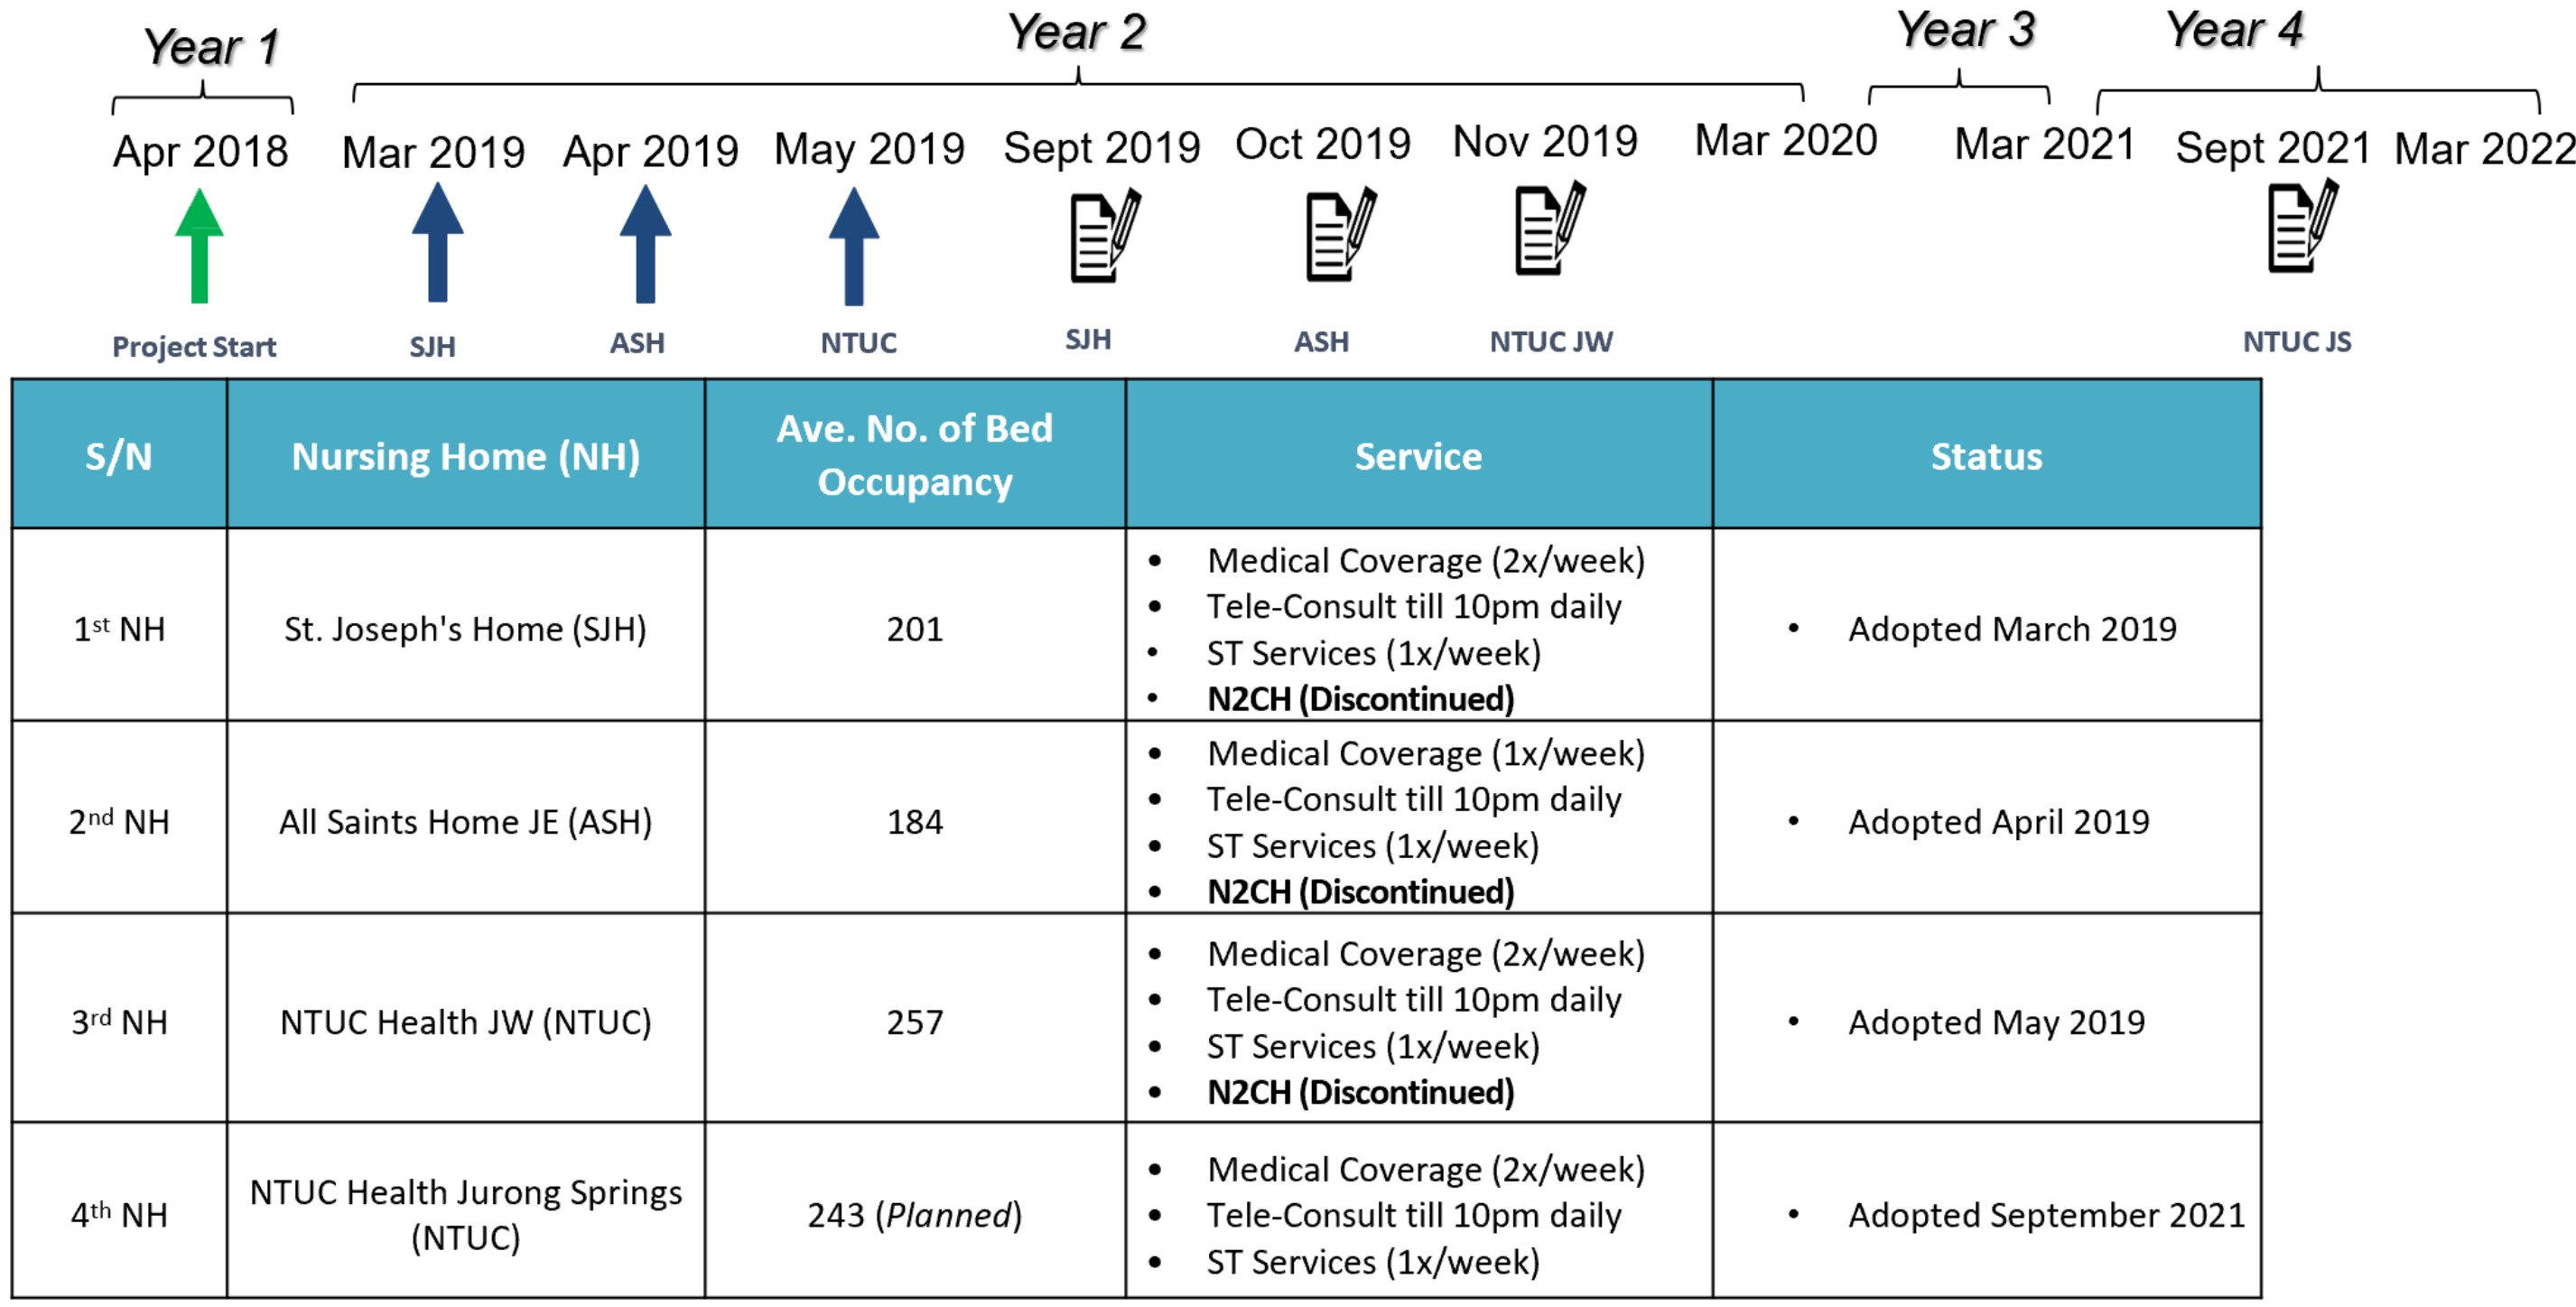 Year 1
Year 2
Year 3
Year 4
Apr 2018
Mar 2019
Apr 2019
May 2019
Sept 2019
Oct 2019
Nov 2019
Mar 2020
Mar 2021
Sept 2021
Mar 2022
Project Start
SJH
ASH
NTUC
SJH
ASH
NTUC JW
NTUC JS
S/N
Nursing Home (NH)
Ave. No. of Bed
Occupancy
Service
Status
1st NH
St. Joseph's Home (SJH)
201
• Medical Coverage (2x/week)
• Tele-Consult till 10pm daily
• ST Services (1x/week)
• N2CH (Discontinued)
• Adopted March 2019
2nd NH
All Saints Home JE (ASH)
184
• Medical Coverage (1x/week)
• Tele-Consult till 10pm daily
• ST Services (1x/week)
• N2CH (Discontinued)
• Adopted April 2019
3rd NH
NTUC Health JW (NTUC)
257
• Medical Coverage (2x/week)
• Tele-Consult till 10pm daily
• ST Services (1x/week)
• N2CH (Discontinued)
• Adopted May 2019
4th NH
NTUC Health Jurong Springs
(NTUC)
243 (Planned)
• Medical Coverage (2x/week)
• Tele-Consult till 10pm daily
• ST Services (1x/week)
• Adopted September 2021